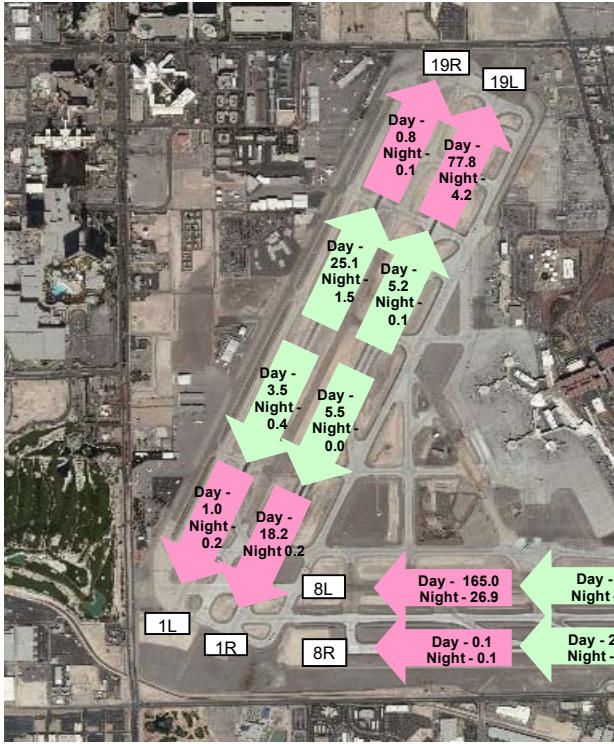 19R
19L
Day -
0.8
Night -
0.1
Day -
77.8
Night -
4.2
Day -
25.1
Night -
1.5
Day -
5.2
Night -
0.1
Day -
3.5
Night -
0.4
Day -
5.5
Night -
0.0
Day -
1.0
Night -
0.2
Day -
18.2
Night 0.2
8L
Day - 165.0
Night - 26.9
Day -
Night -
1L
1R
8R
Day - 0.1
Night - 0.1
Day - 2
Night -